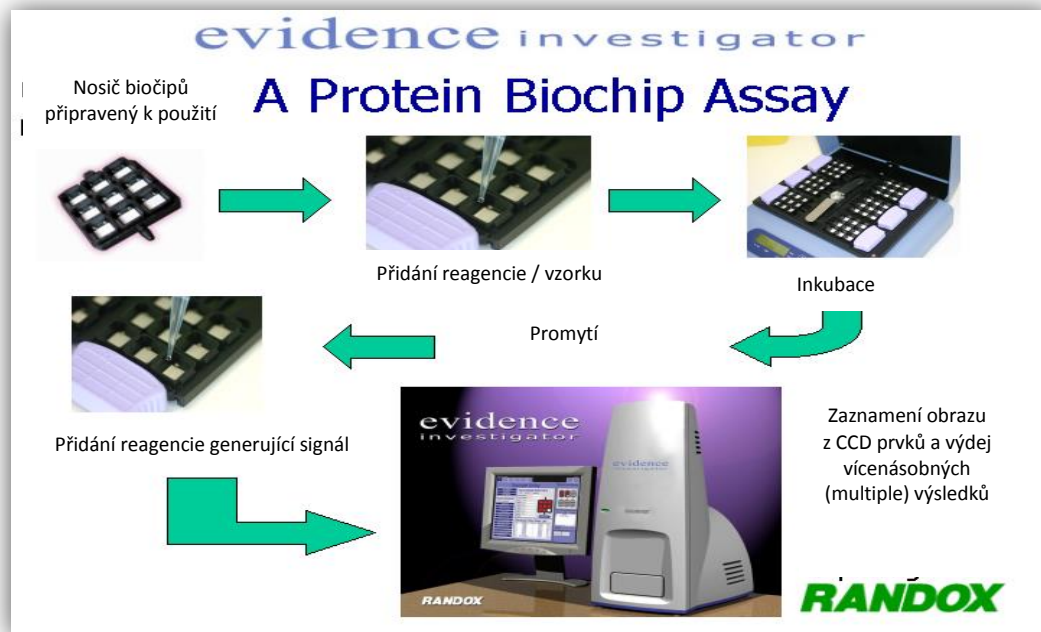 evidence investigator
A Protein Biochip Assay
Nosič biočipů
připravený k použití
Přidání reagencie / vzorku
Inkubace
Promytí
Přidání reagencie generující signál
evidence
investigator
evidence
RANDOX
Zaznamení obrazu
z CCD prvků a výdej
vícenásobných
(multiple) výsledků
RANDOX